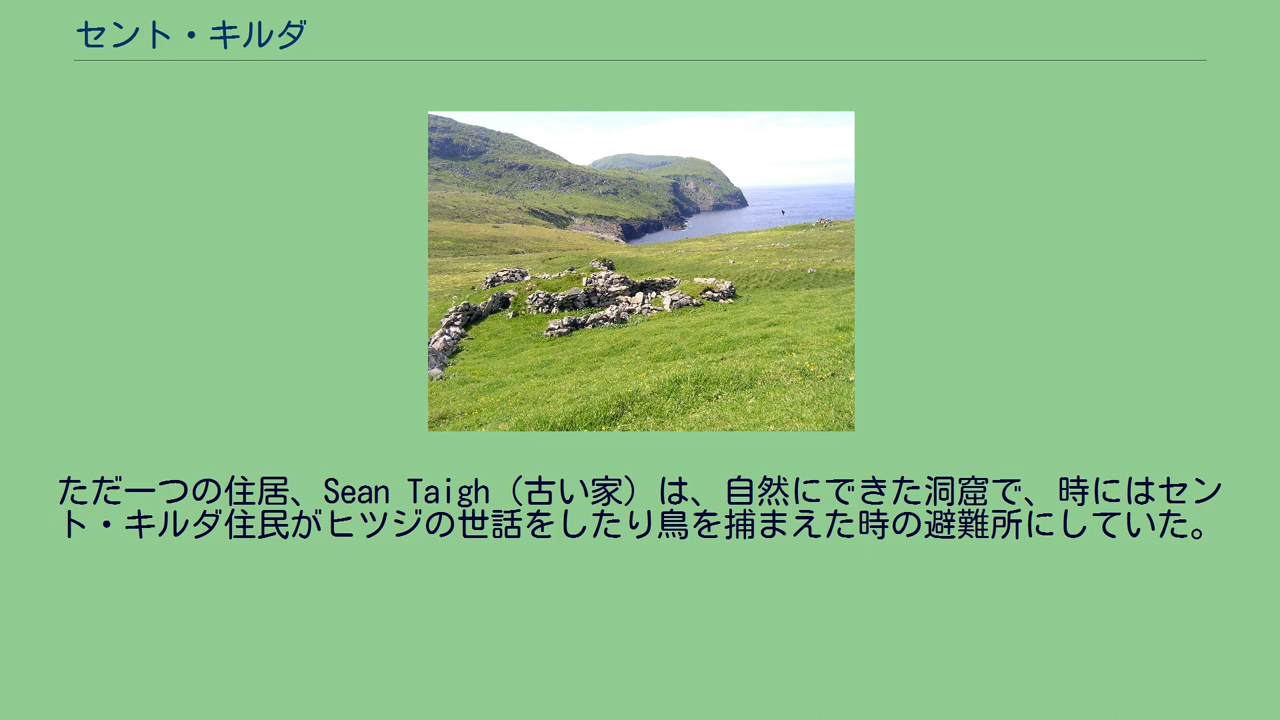 セント・キルダ
ただ一つの住居、Sean Taigh（古い家）は、自然にできた洞窟で、時にはセン
ト・キルダ住民がヒツジの世話をしたり鳥を捕まえた時の避難所にしていた。